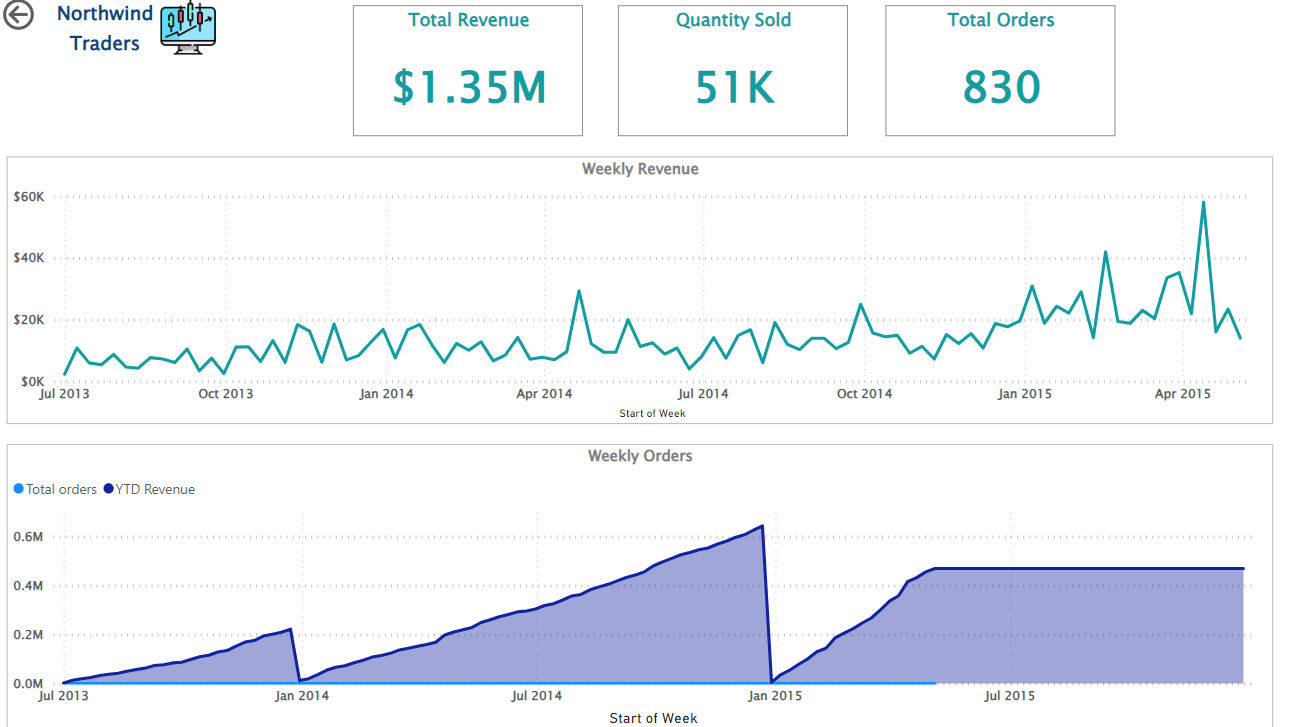 Northwind
Traders
Total Revenue
$1.35M
Quantity Sold
51K
Total Orders
830
Weekly Revenue
$60K
$40K
$20K
$0K
Jul 2013 Oct 2013 Jan 2014 Apr 2014 Jul 2014 Oct 2014 Jan 2015 Apr 2015
Start of Week
Weekly Orders
Total orders YTD Revenue
0.6M
0.4M
0.2M
0.0M
Jul 2013 Jan 2014 Jul 2014 Jan 2015 Jul 2015
Start of Week